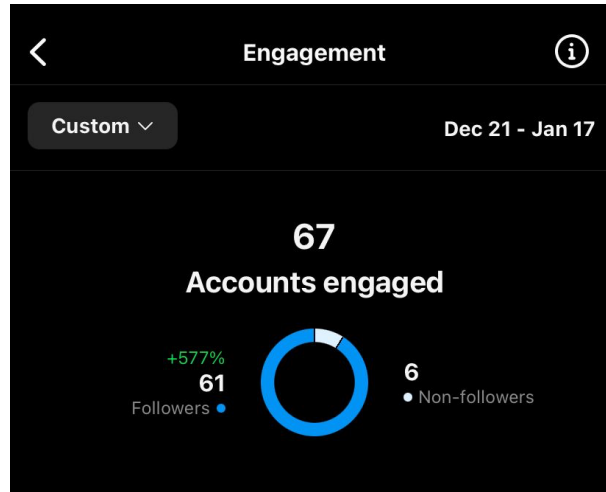 Engagement
Custom
Dec 21 - Jan 17
67
Accounts engaged
+577%
61
Followers
6
Non-followers